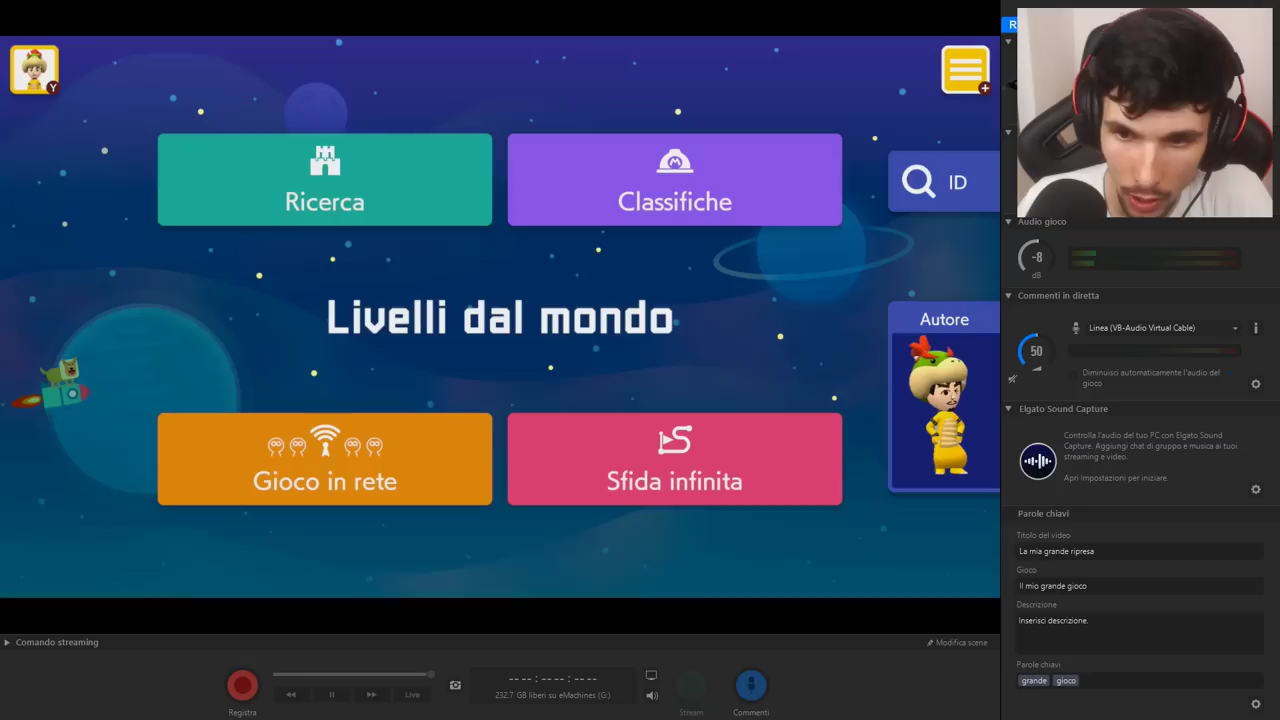 R
Y
+
Ricerca
M
Classifiche
ID
Livelli dal mondo
Autore
Gioco in rete
Sfida infinita
Audio gioco
-8
dB
Commenti in diretta
50
Linea (VB-Audio Virtual Cable)
Diminuisci automaticamente l'audio del
gioco
Elgato Sound Capture
Controlla l'audio del tuo PC con Elgato Sound
Capture. Aggiungi chat di gruppo e musica ai tuoi
streaming e video.
Apri Impostazioni per iniziare.
Parole chiavi
Titolo del video
La mia grande ripresa
Gioco
Il mio grande gioco
Descrizione
Inserisci descrizione.
Parole chiavi
grande gioco
Comando streaming
Modifica scene
Registra
Live
-- -- : -- -- : -- --
232.7 GB liberi su eMachines (G:)
Stream
Commenti